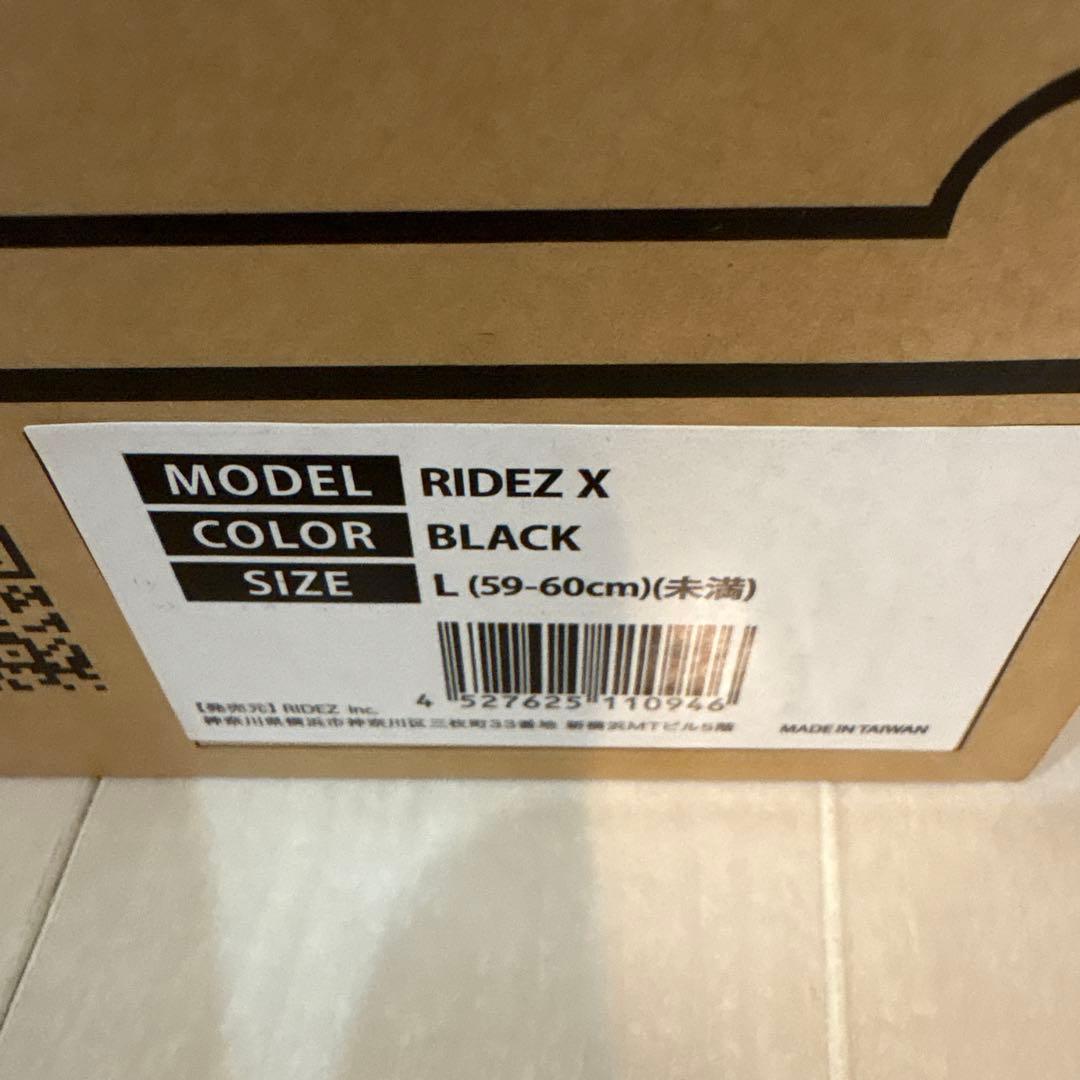 MODEL RIDEZ X
COLOR BLACK
SIZE L (59-60cm)(未満)
4 527625 110946
【発売元】RIDEZ Inc.
神奈川県横浜市神奈川区三枚町33番地 新横浜MTビル5階
MADE IN TAIWAN